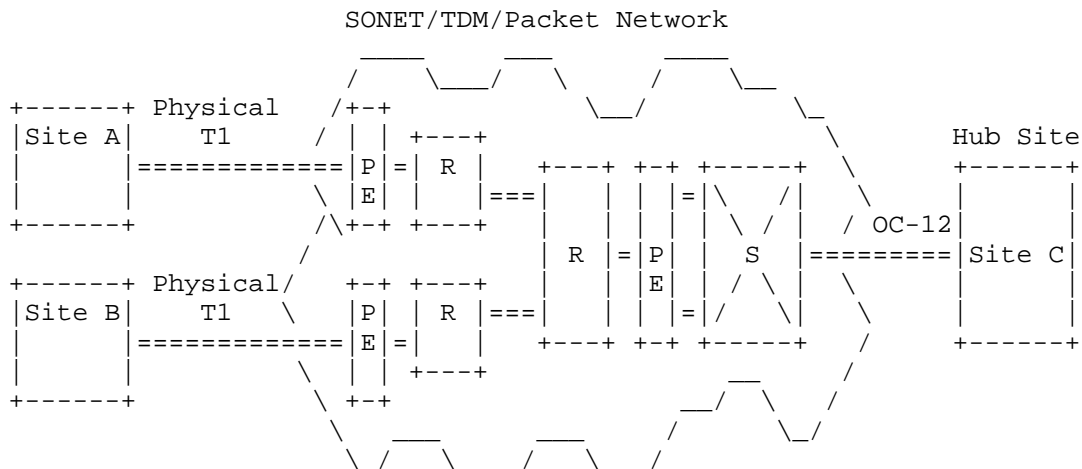 SONET/TDM/Packet Network
Physical
Site A T1 Hub Site
R
P
E OC-12
R P S Site C
E
Physical
Site B T1 P R
E